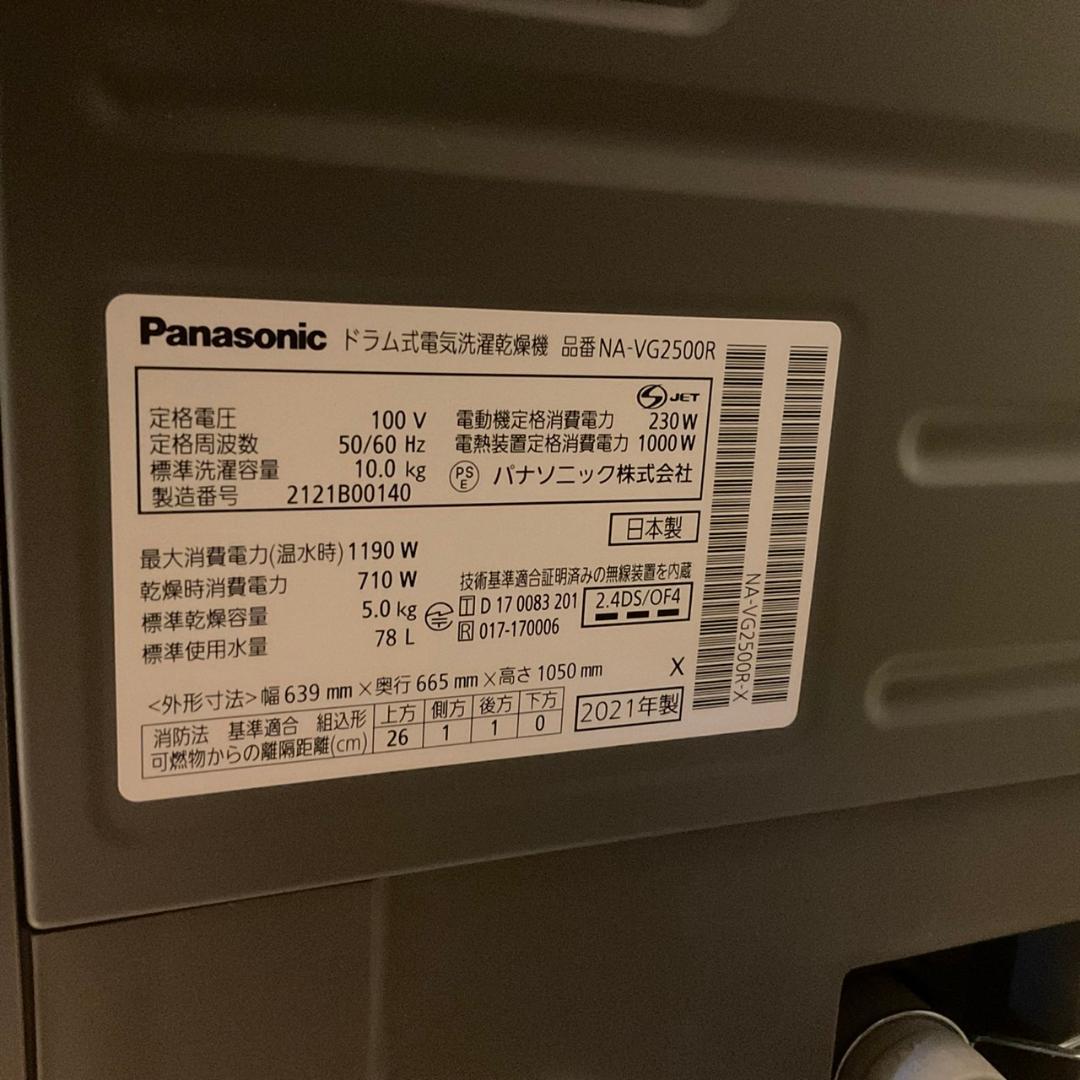 Panasonic ドラム式電気洗濯乾燥機 品番 NA-VG2500R
JET
定格電圧 100 V 電動機定格消費電力 230 W
定格周波数 50/60 Hz 電熱装置定格消費電力 1000 W
標準洗濯容量 10.0 kg PSE パナソニック株式会社
製造番号 2121B00140
日本製
最大消費電力(温水時) 1190 W
乾燥時消費電力 710 W
標準乾燥容量 5.0 kg
標準使用水量 78 L
技術基準適合証明済みの無線装置を内蔵
T D 17 0083 201 2.4DS/OF4
R 017-170006
<外形寸法> 幅 639 mm × 奥行 665 mm × 高さ 1050 mm X
消防法 基準適合 組込形 上方 側方 後方 下方
可燃物からの離隔距離(cm) 26 1 1 0
2021年製
NA-VG2500R-X